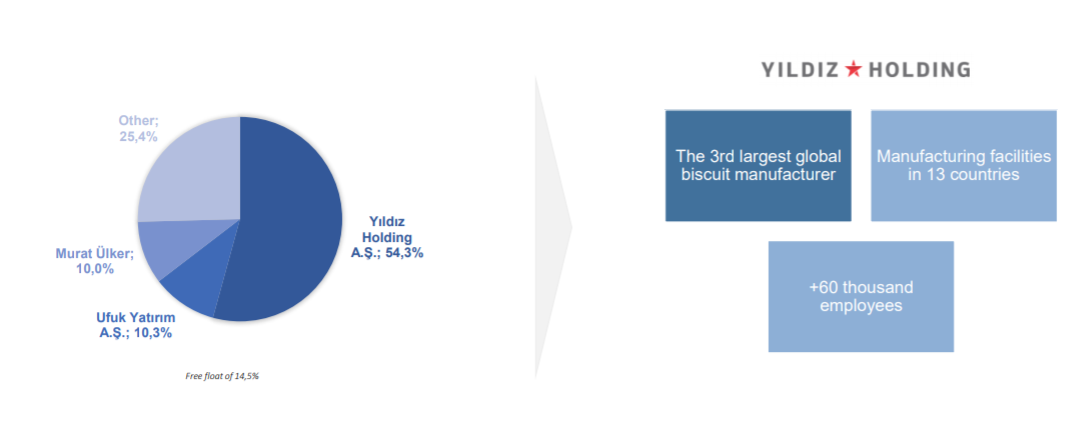 Other;
25,4%
Murat Ülker;
10,0%
Ufuk Yatırım
A.Ş.; 10,3%
Yıldız
Holding
A.Ş.; 54,3%
Free float of 14,5%
YILDIZ HOLDING
The 3rd largest global
biscuit manufacturer
Manufacturing facilities
in 13 countries
+60 thousand
employees